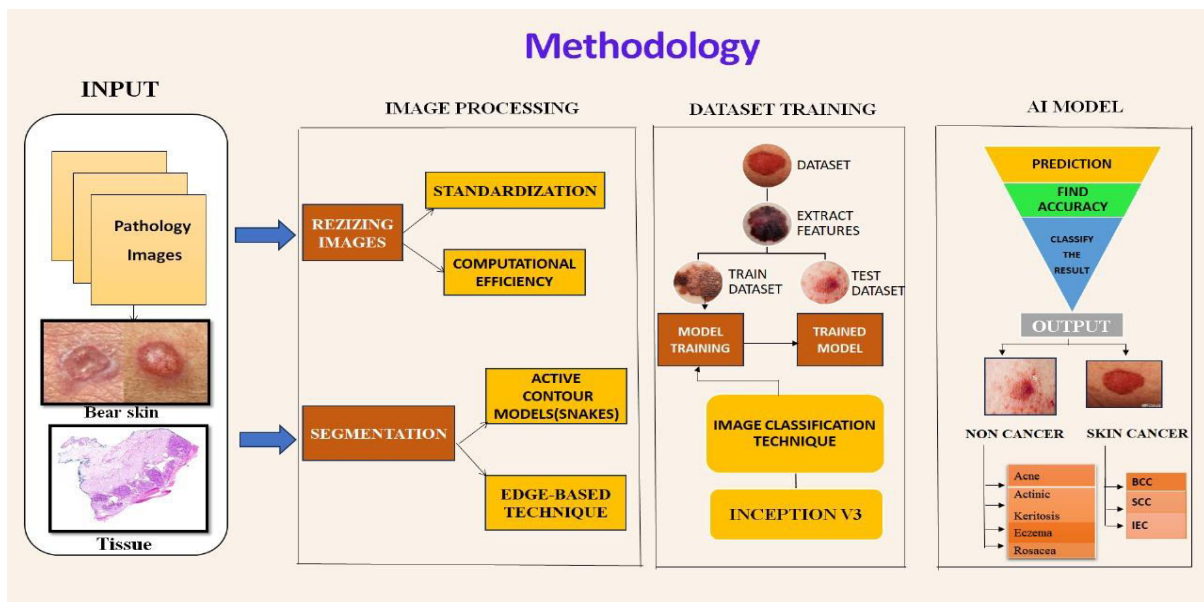 Methodology
INPUT
Pathology
Images
Bear skin
Tissue
IMAGE PROCESSING
REZIZING
IMAGES
STANDARDIZATION
COMPUTATIONAL
EFFICIENCY
SEGMENTATION
ACTIVE
CONTOUR
MODELS(SNAKES)
EDGE-BASED
TECHNIQUE
DATASET TRAINING
DATASET
EXTRACT
FEATURES
TRAIN
DATASET
TEST
DATASET
MODEL
TRAINING
TRAINED
MODEL
IMAGE CLASSIFICATION
TECHNIQUE
INCEPTION V3
AI MODEL
PREDICTION
FIND
ACCURACY
CLASSIFY
THE
RESULT
OUTPUT
NON CANCER
Acne
Actinic
Keritosis
Eczema
Rosacea
SKIN CANCER
BCC
SCC
IEC